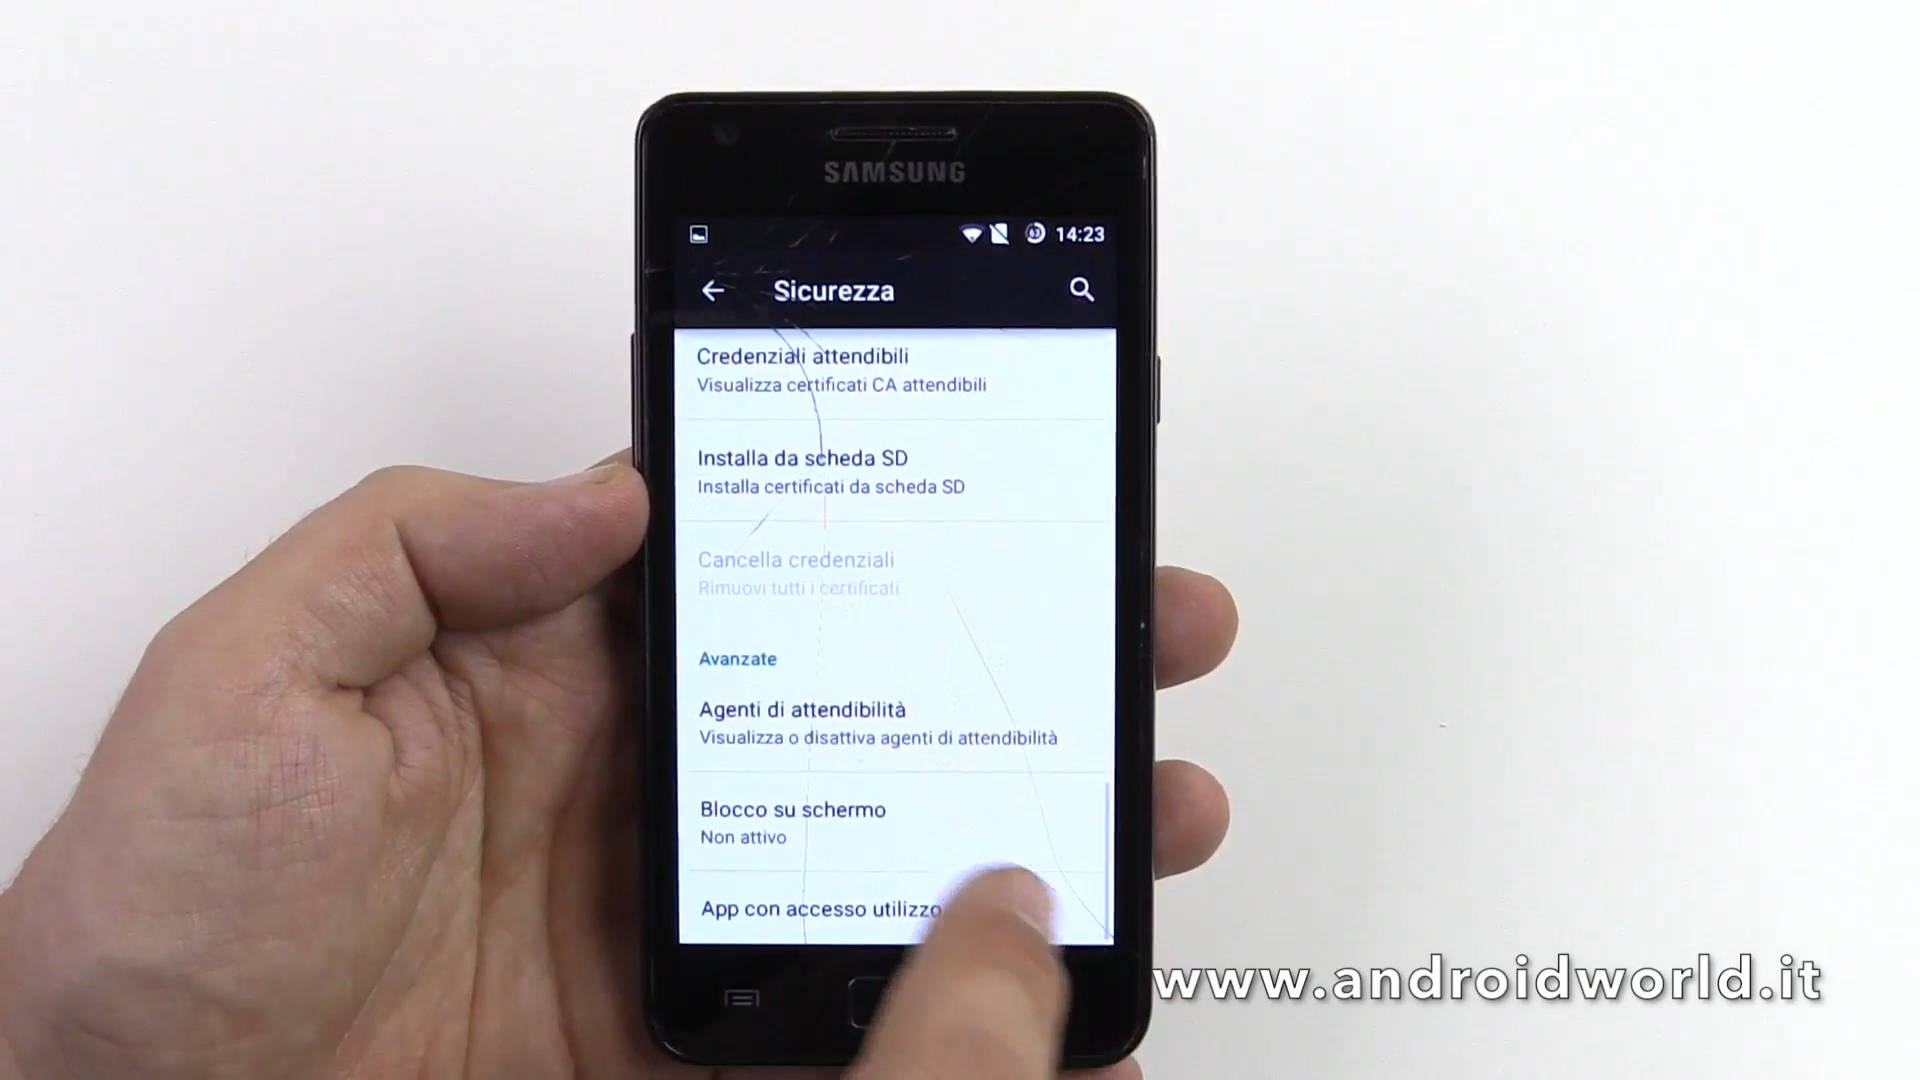 SAMSUNG
63 14:23
Sicurezza
Credenziali attendibili
Visualizza certificati CA attendibili
Installa da scheda SD
Installa certificati da scheda SD
Cancella credenziali
Rimuovi tutti i certificati
Avanzate
Agenti di attendibilità
Visualizza o disattiva agenti di attendibilità
Blocco su schermo
Non attivo
App con accesso utilizzo
www.androidworld.it